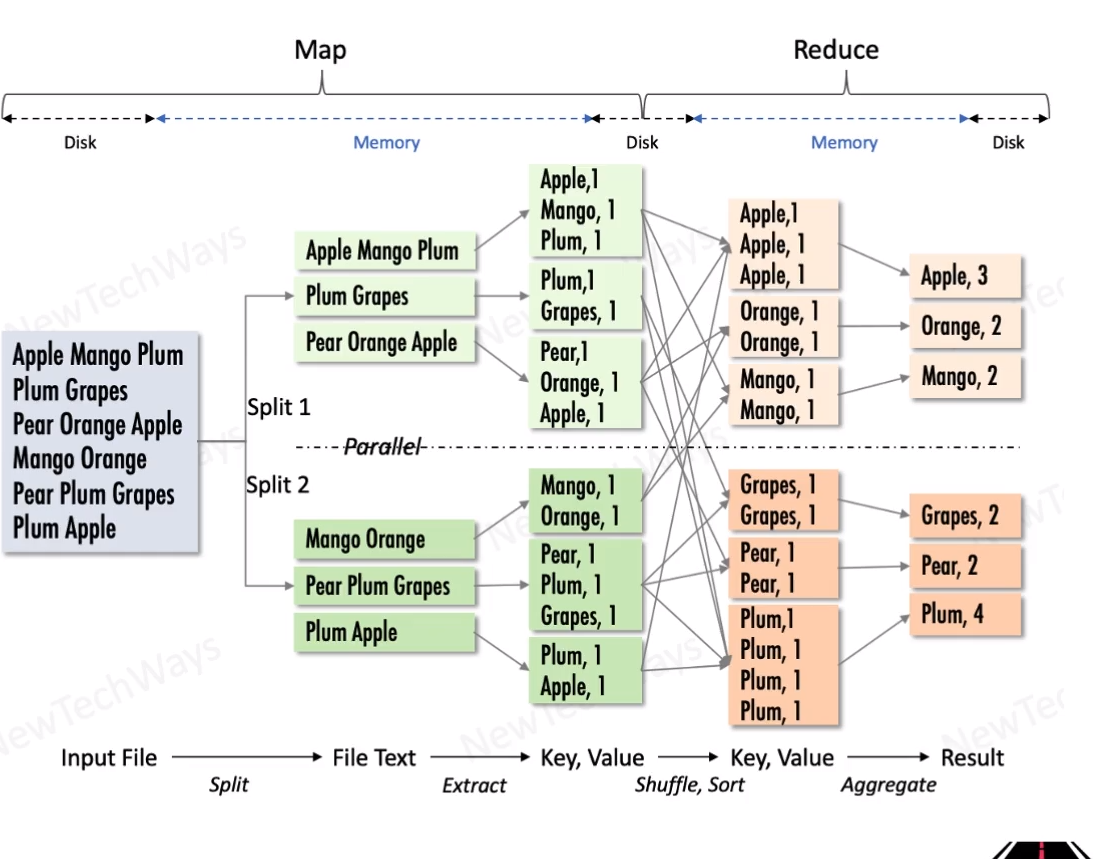 Map
Reduce
Disk
Memory
Disk
Memory
Disk
Apple Mango Plum
Plum Grapes
Pear Orange Apple
Mango Orange
Pear Plum Grapes
Plum Apple
Split 1
Parallel
Split 2
Apple Mango Plum
Plum Grapes
Pear Orange Apple
Mango Orange
Pear Plum Grapes
Plum Apple
Apple,1
Mango, 1
Plum, 1
Plum,1
Grapes, 1
Pear,1
Orange, 1
Apple, 1
Mango, 1
Orange, 1
Pear, 1
Plum, 1
Grapes, 1
Plum, 1
Apple, 1
Apple,1
Apple, 1
Apple, 1
Orange, 1
Orange, 1
Mango, 1
Mango, 1
Grapes, 1
Grapes, 1
Pear, 1
Pear, 1
Plum,1
Plum, 1
Plum, 1
Plum, 1
Apple, 3
Orange, 2
Mango, 2
Grapes, 2
Pear, 2
Plum, 4
Input File
File Text
Key, Value
Key, Value
Result
Split
Extract
Shuffle, Sort
Aggregate
NewTechWays
NewTechWays